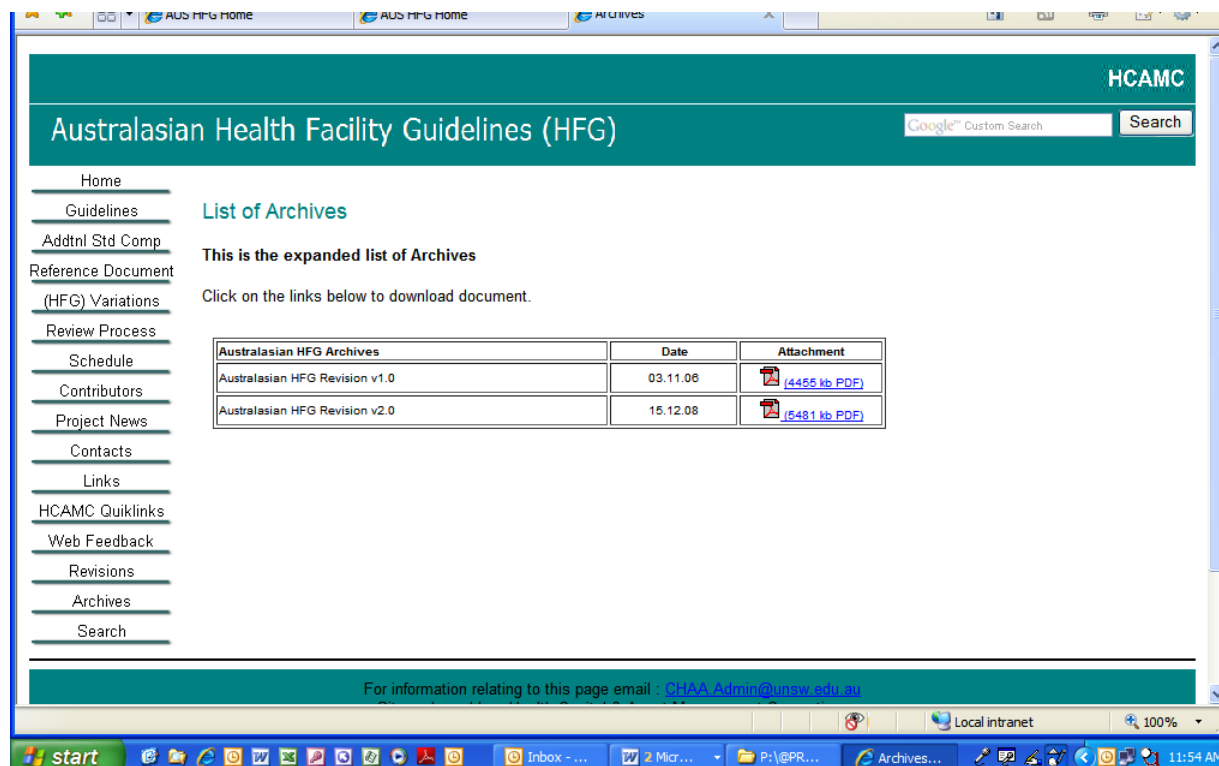 AUS HFG Home AUS HFG Home Archives
HCAMC
Australasian Health Facility Guidelines (HFG)
Google™ Custom Search Search
Home
Guidelines
Addtnl Std Comp
Reference Document
(HFG) Variations
Review Process
Schedule
Contributors
Project News
Contacts
Links
HCAMC Quiklinks
Web Feedback
Revisions
Archives
Search
List of Archives
This is the expanded list of Archives
Click on the links below to download document.
Australasian HFG Archives Date Attachment
Australasian HFG Revision v1.0 03.11.06 (4455 kb PDF)
Australasian HFG Revision v2.0 15.12.08 (5481 kb PDF)
For information relating to this page email : CHAA.Admin@unsw.edu.au
Local intranet 100%
start Inbox - ... 2 Micr... P:\@PR... Archives... 11:54 AM